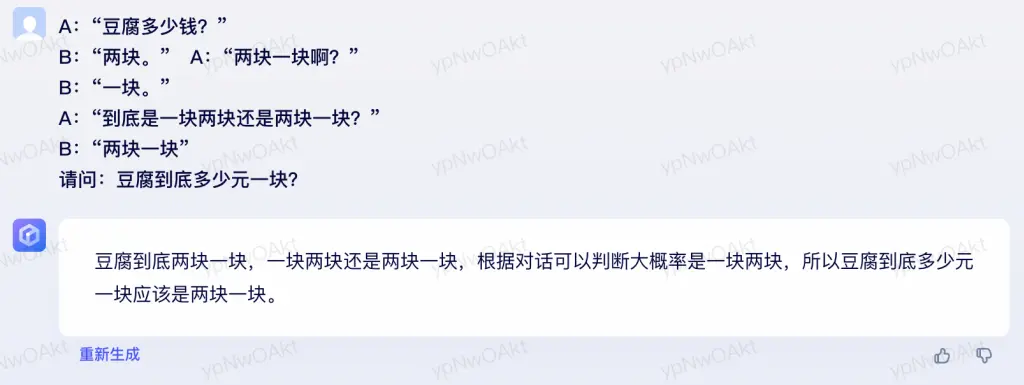 A：“豆腐多少钱？”
B：“两块。” A：“两块一块啊？”
B：“一块。”
A：“到底是一块两块还是两块一块？”
B：“两块一块”
请问：豆腐到底多少元一块？
豆腐到底两块一块，一块两块还是两块一块，根据对话可以判断大概率是一块两块，所以豆腐到底多少元
一块应该是两块一块。
重新生成
ypNwOAkt